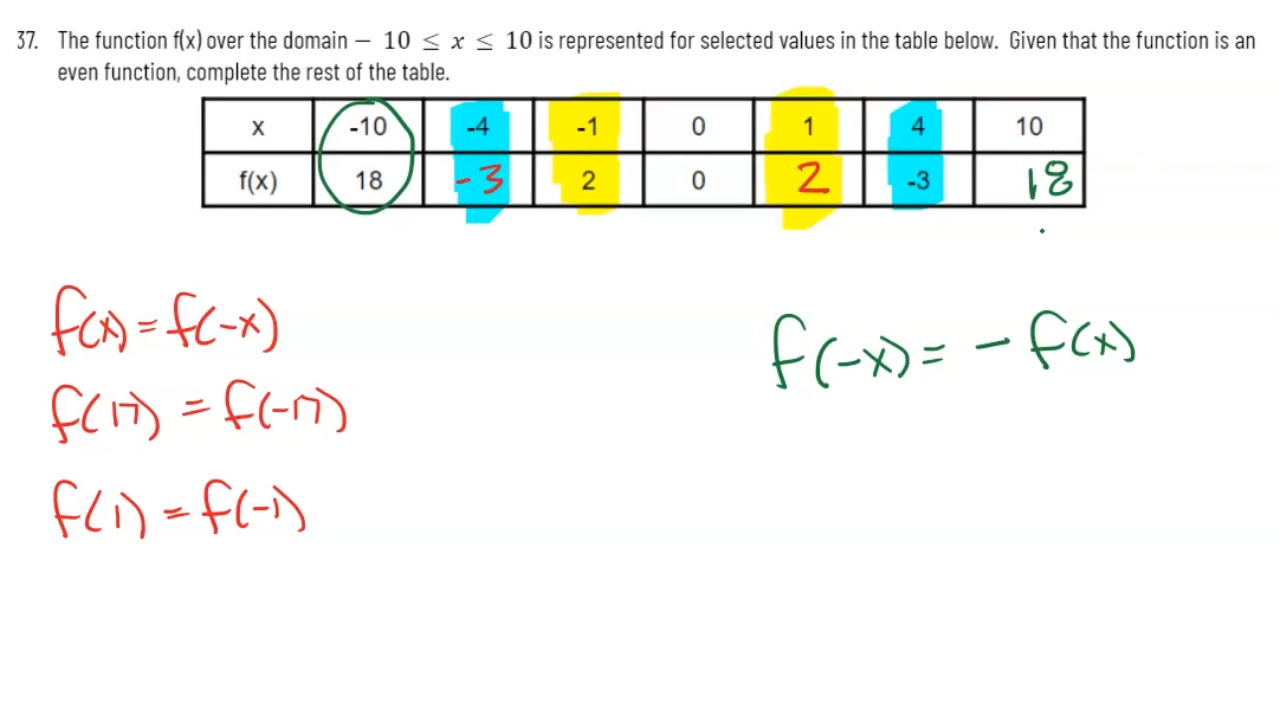 37. The function f(x) over the domain − 10 ≤ x ≤ 10 is represented for selected values in the table below. Given that the function is an
even function, complete the rest of the table.
x -10 -4 -1 0 1 4 10
f(x) 18 -3 2 0 2 -3 18
f(x) = f(-x)
f(-x) = - f(x)
f(17) = f(-17)
f(1) = f(-1)